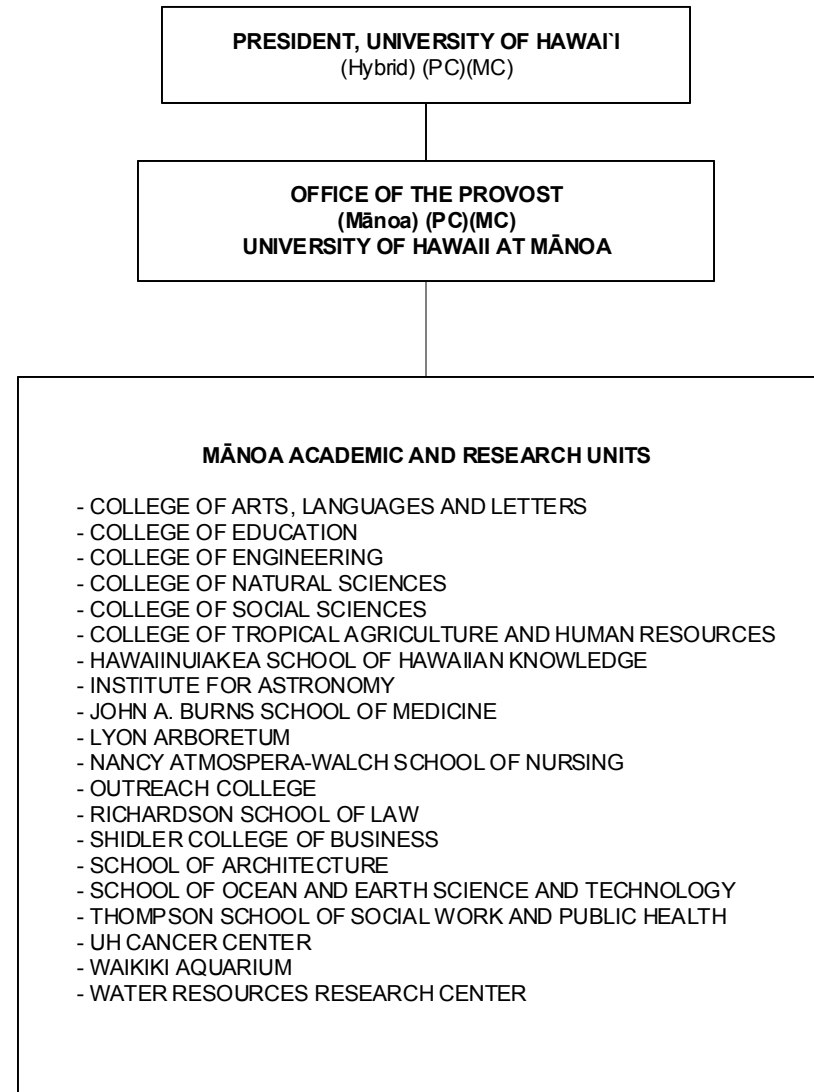 PRESIDENT, UNIVERSITY OF HAWAI`I
(Hybrid) (PC)(MC)
OFFICE OF THE PROVOST
(Mānoa) (PC)(MC)
UNIVERSITY OF HAWAII AT MĀNOA
MĀNOA ACADEMIC AND RESEARCH UNITS
- COLLEGE OF ARTS, LANGUAGES AND LETTERS
- COLLEGE OF EDUCATION
- COLLEGE OF ENGINEERING
- COLLEGE OF NATURAL SCIENCES
- COLLEGE OF SOCIAL SCIENCES
- COLLEGE OF TROPICAL AGRICULTURE AND HUMAN RESOURCES
- HAWAIINUIAKEA SCHOOL OF HAWAIIAN KNOWLEDGE
- INSTITUTE FOR ASTRONOMY
- JOHN A. BURNS SCHOOL OF MEDICINE
- LYON ARBORETUM
- NANCY ATMOSPERA-WALCH SCHOOL OF NURSING
- OUTREACH COLLEGE
- RICHARDSON SCHOOL OF LAW
- SHIDLER COLLEGE OF BUSINESS
- SCHOOL OF ARCHITECTURE
- SCHOOL OF OCEAN AND EARTH SCIENCE AND TECHNOLOGY
- THOMPSON SCHOOL OF SOCIAL WORK AND PUBLIC HEALTH
- UH CANCER CENTER
- WAIKIKI AQUARIUM
- WATER RESOURCES RESEARCH CENTER